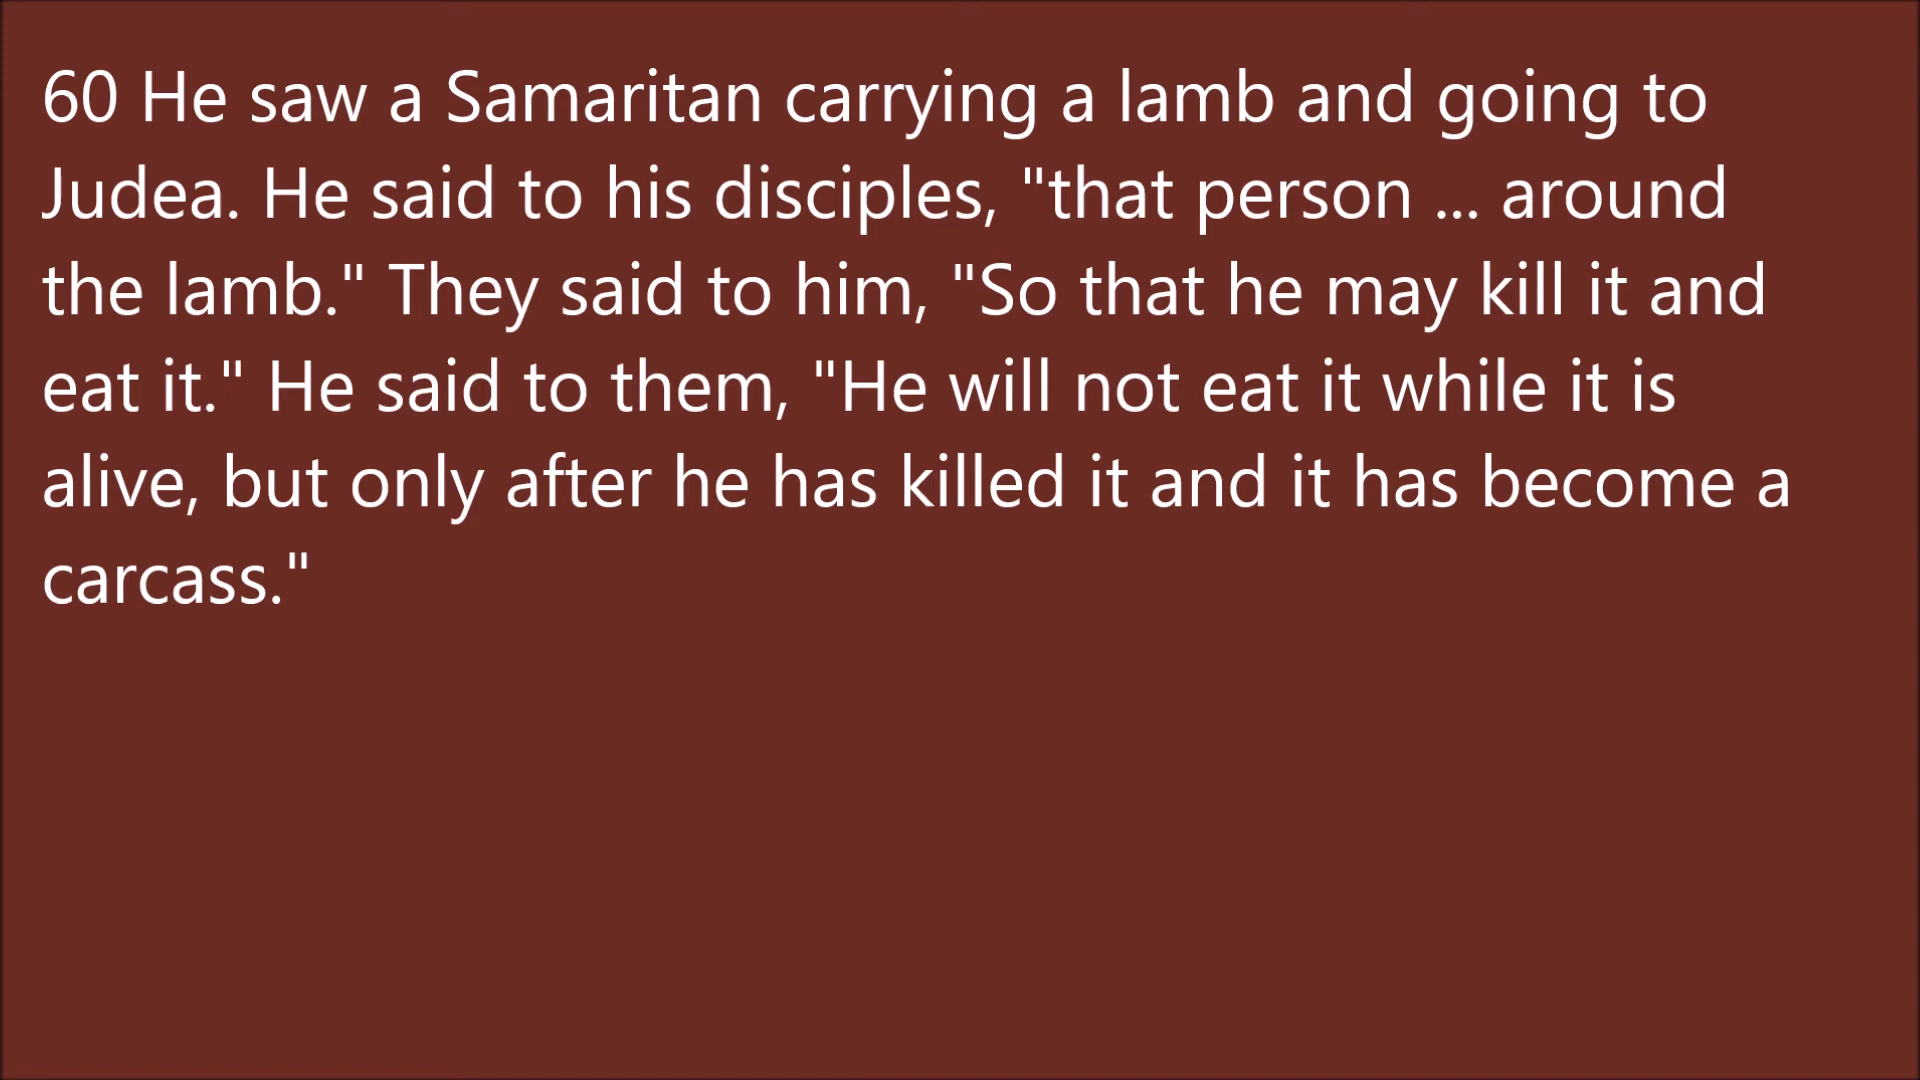 60 He saw a Samaritan carrying a lamb and going to
Judea. He said to his disciples, "that person ... around
the lamb." They said to him, "So that he may kill it and
eat it." He said to them, "He will not eat it while it is
alive, but only after he has killed it and it has become a
carcass."